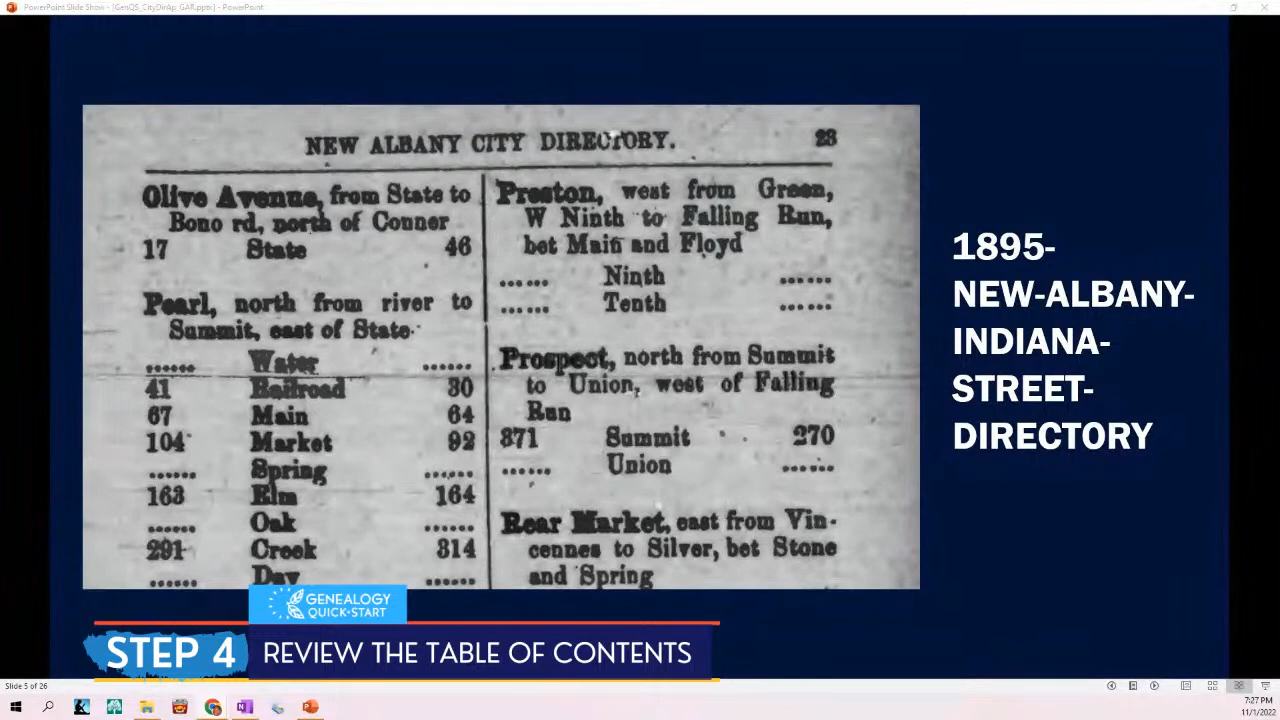 PowerPoint Slide Show - [GenQS_CityDirAp_GAR.pptx] - PowerPoint
NEW ALBANY CITY DIRECTORY. 23
Olive Avenue, from State to
Bono rd, north of Conner
17 State 46
Pearl, north from river to
Summit, east of State
...... Water ......
41 Railroad 30
67 Main 64
104 Market 92
...... Spring ......
163 Elm 164
...... Oak ......
291 Creek 314
...... Day ......
Preston, west from Green,
W Ninth to Falling Run,
bet Main and Floyd
...... Ninth ......
...... Tenth ......
Prospect, north from Summit
to Union, west of Falling
Run
371 Summit 270
...... Union ......
Rear Market, east from Vin-
cennes to Silver, bet Stone
and Spring
1895-
NEW-ALBANY-
INDIANA-
STREET-
DIRECTORY
GENEALOGY
QUICK•START
STEP 4 REVIEW THE TABLE OF CONTENTS
Slide 5 of 26
7:27 PM
11/1/2022